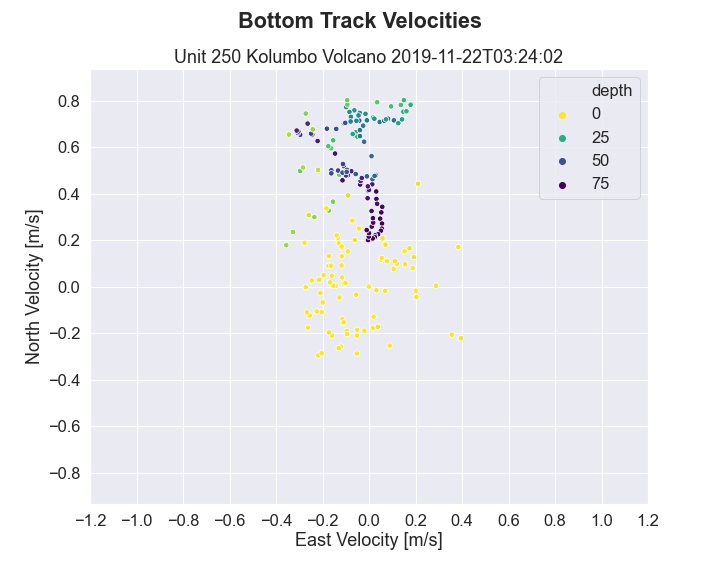 Bottom Track Velocities
Unit 250 Kolumbo Volcano 2019-11-22T03:24:02
depth
0
25
50
75
0.8
0.6
0.4
0.2
0.0
−0.2
−0.4
−0.6
−0.8
North Velocity [m/s]
−1.2 −1.0 −0.8 −0.6 −0.4 −0.2 0.0 0.2 0.4 0.6 0.8 1.0 1.2
East Velocity [m/s]